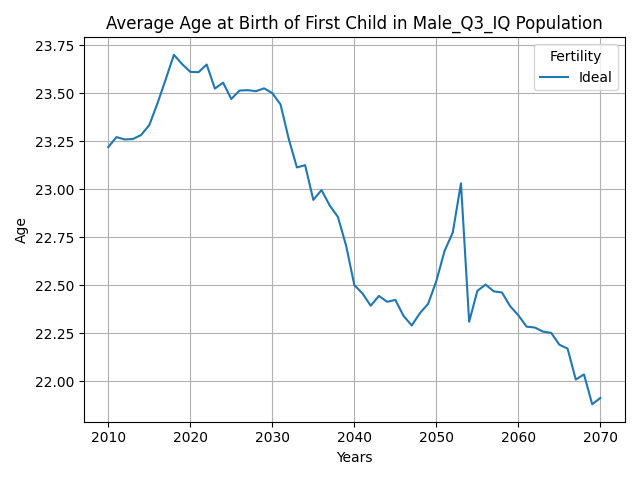 Average Age at Birth of First Child in Male_Q3_IQ Population
Fertility
Ideal
Age
23.75
23.50
23.25
23.00
22.75
22.50
22.25
22.00
2010 2020 2030 2040 2050 2060 2070
Years